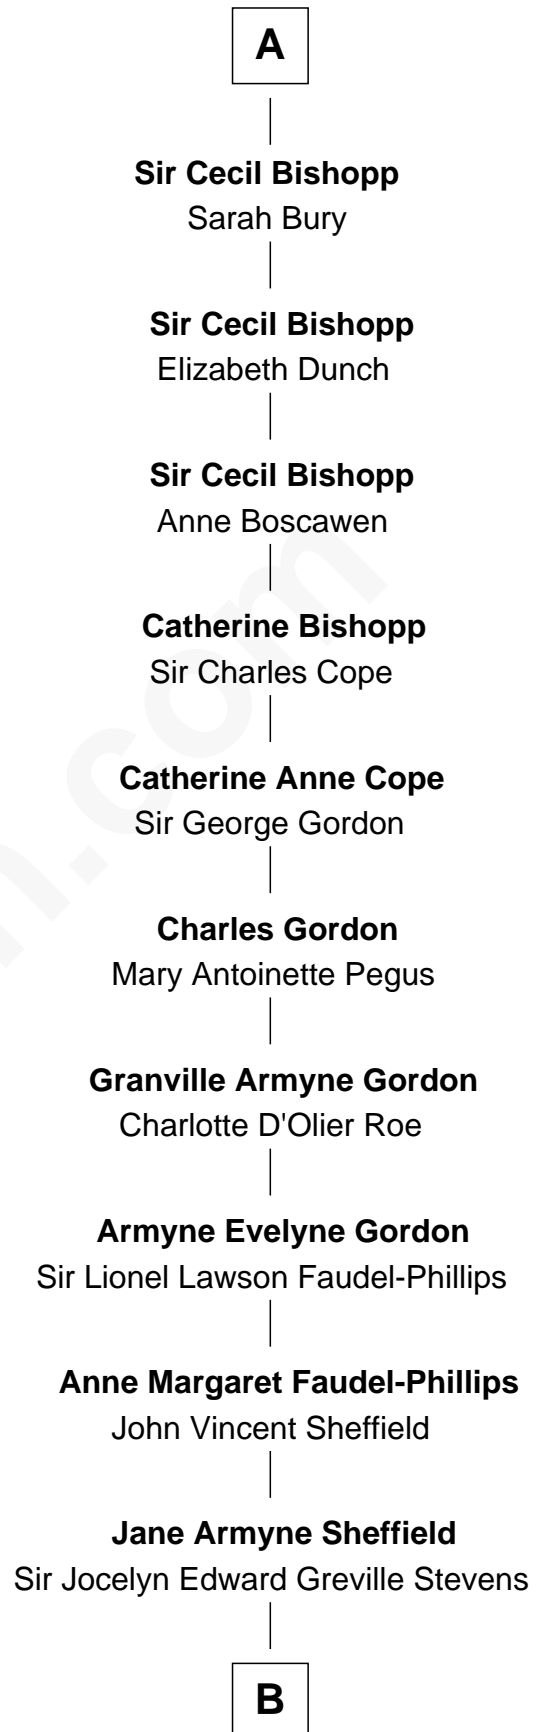 A
Sir Cecil Bishopp
Sarah Bury
Sir Cecil Bishopp
Elizabeth Dunch
Sir Cecil Bishopp
Anne Boscawen
Catherine Bishopp
Sir Charles Cope
Catherine Anne Cope
Sir George Gordon
Charles Gordon
Mary Antoinette Pegus
Granville Armyne Gordon
Charlotte D'Olier Roe
Armyne Evelyne Gordon
Sir Lionel Lawson Faudel-Phillips
Anne Margaret Faudel-Phillips
John Vincent Sheffield
Jane Armyne Sheffield
Sir Jocelyn Edward Greville Stevens
B